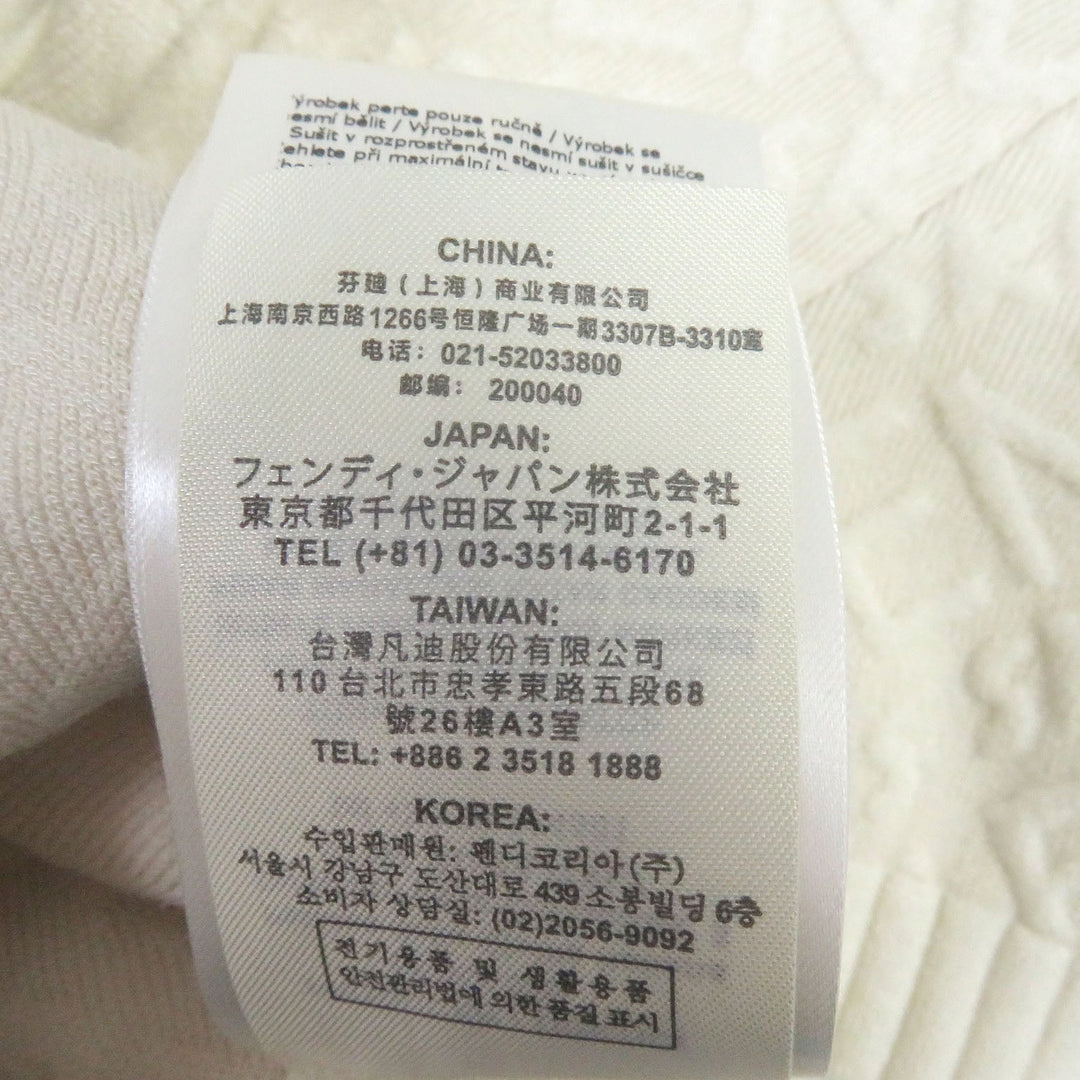 Výrobek perte pouze ručně / Výrobek se
nesmí bělit / Výrobek se nesmí sušit v sušičce
Sušit v rozprostřeném stavu
žehlete při maximální
CHINA:
芬迪（上海）商业有限公司
上海南京西路1266号恒隆广场一期3307B-3310室
电话： 021-52033800
邮编： 200040
JAPAN:
フェンディ・ジャパン株式会社
東京都千代田区平河町2-1-1
TEL (+81) 03-3514-6170
TAIWAN:
台灣凡迪股份有限公司
110 台北市忠孝東路五段68
號26樓A3室
TEL: +886 2 3518 1888
KOREA:
수입판매원: 펜디코리아(주)
서울시 강남구 도산대로 439 소봉빌딩 6층
소비자 상담실: (02)2056-9092
전기용품 및 생활용품
안전관리법에 의한 품질 표시